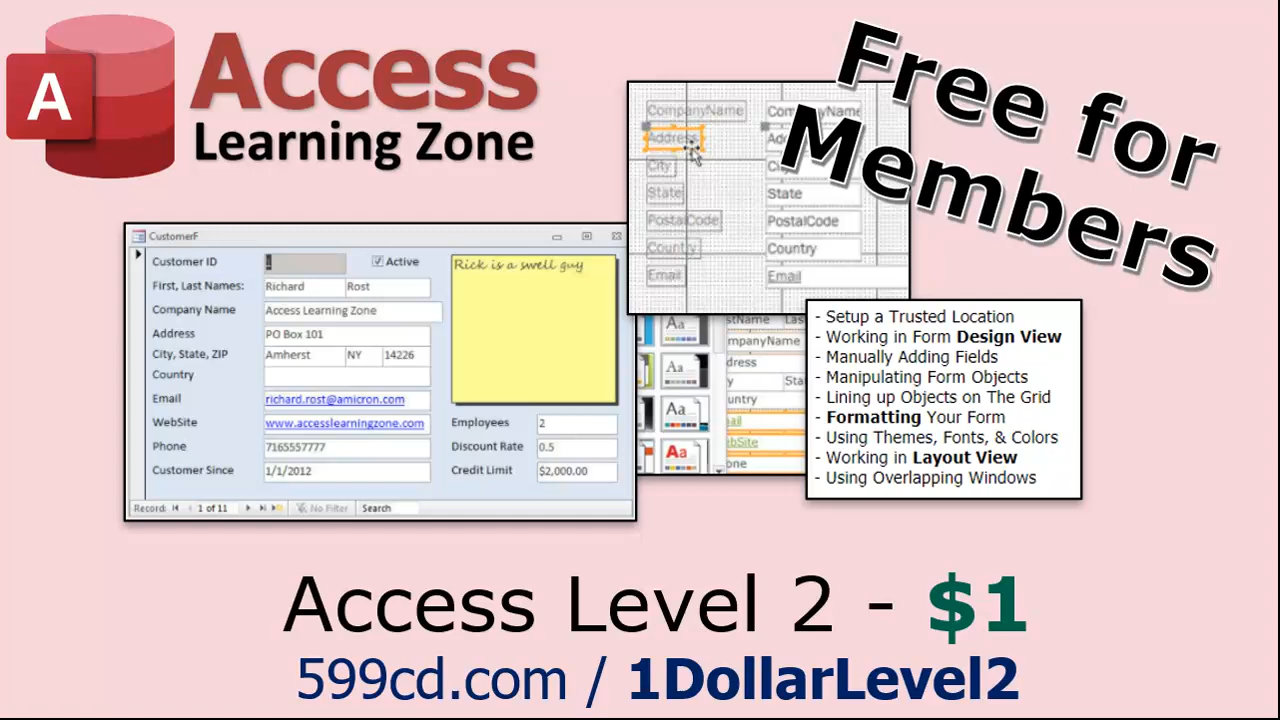 A
Access
Learning Zone
Free for
Members
CompanyName CompanyName
Address
City
State State
PostalCode PostalCode
Country Country
Email Email
CustomerF
Customer ID
Active
First, Last Names: Richard Rost
Company Name Access Learning Zone
Address PO Box 101
City, State, ZIP Amherst NY 14226
Country
Email richard.rost@amicron.com
WebSite www.accesslearningzone.com
Phone 7165557777
Customer Since 1/1/2012
Rick is a swell guy
Employees 2
Discount Rate 0.5
Credit Limit $2,000.00
Record: 1 of 11 No Filter Search
Aa
Aa
Aa
Aa
- Setup a Trusted Location
- Working in Form Design View
- Manually Adding Fields
- Manipulating Form Objects
- Lining up Objects on The Grid
- Formatting Your Form
- Using Themes, Fonts, & Colors
- Working in Layout View
- Using Overlapping Windows
Access Level 2 - $1
599cd.com / 1DollarLevel2